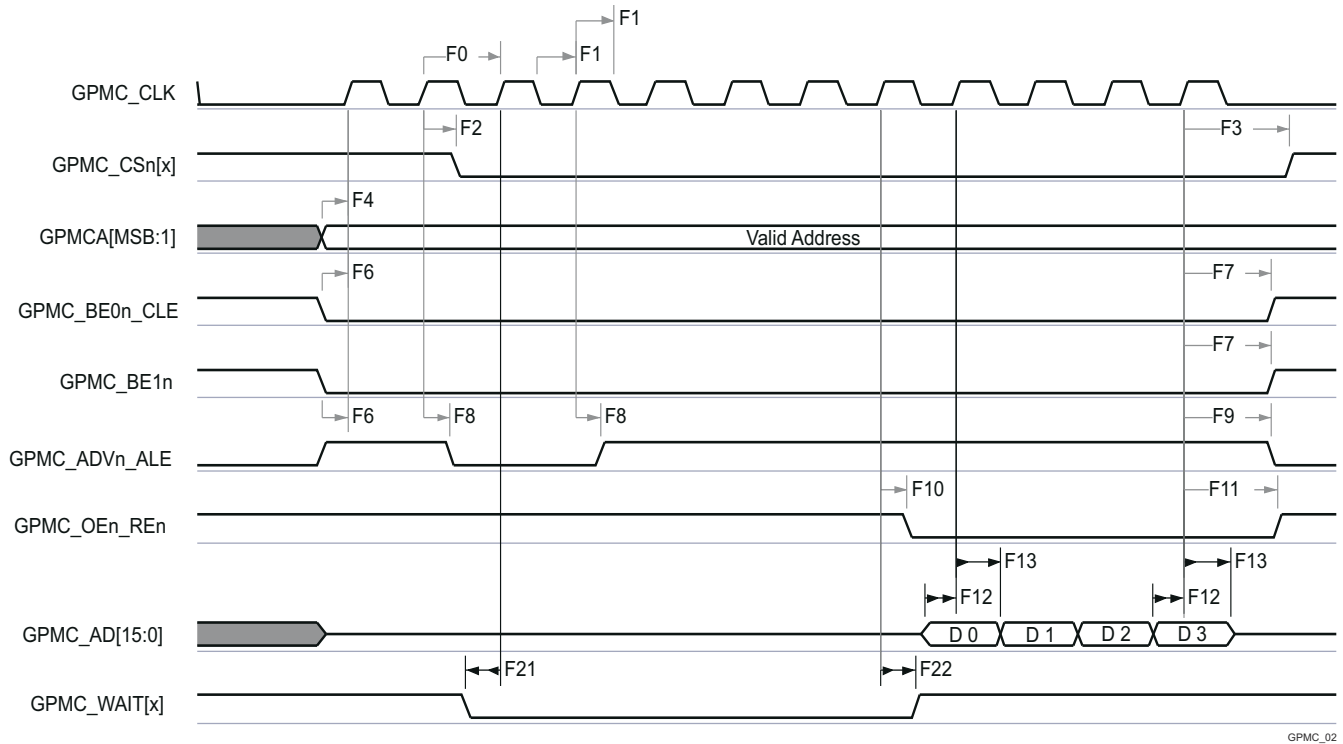 F1
F0
F1
GPMC_CLK
F2
F3
GPMC_CSn[x]
F4
GPMCA[MSB:1]
Valid Address
F6
F7
GPMC_BE0n_CLE
F7
GPMC_BE1n
F6
F8
F8
F9
GPMC_ADVn_ALE
F10
F11
GPMC_OEn_REn
F13
F13
F12
F12
GPMC_AD[15:0]
D 0
D 1
D 2
D 3
F21
F22
GPMC_WAIT[x]
GPMC_02